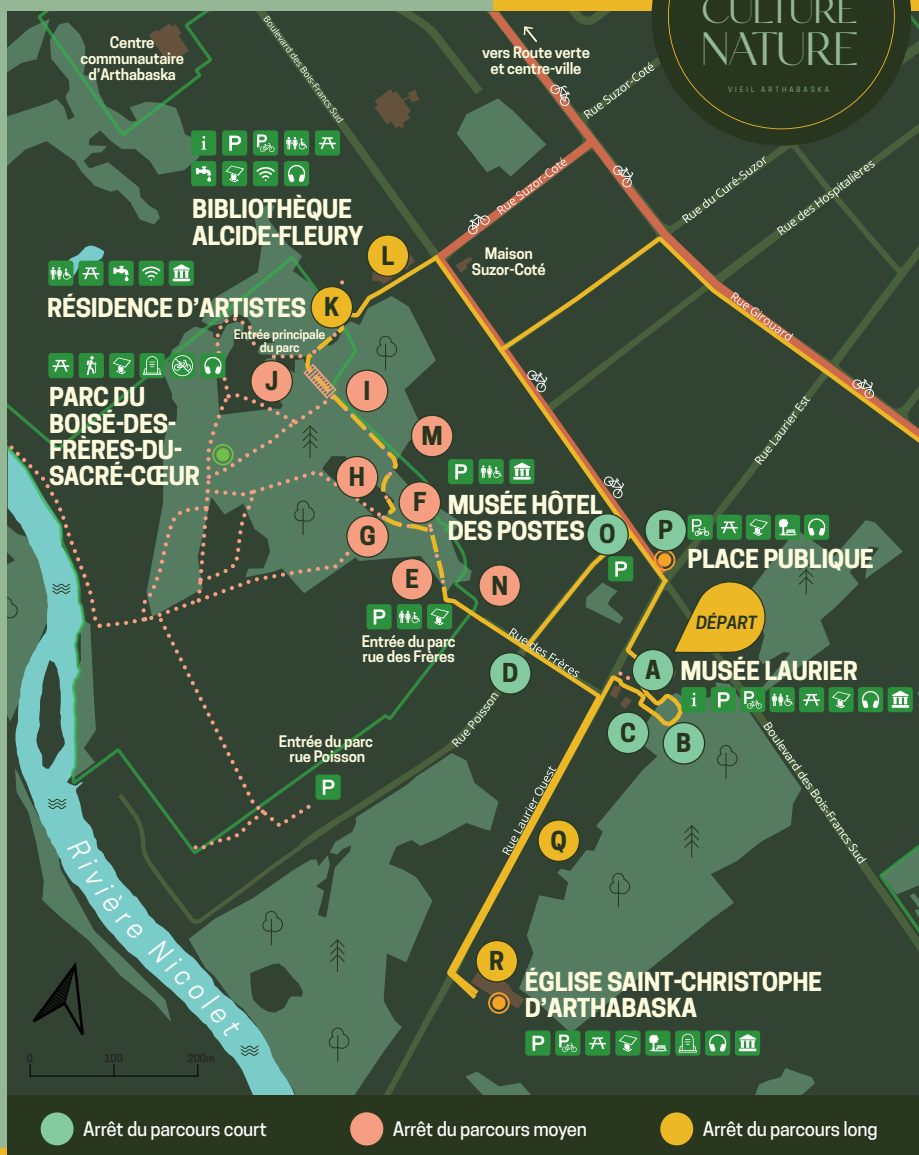 CULTURE
NATURE
VIEIL ARTHABASKA
Centre
communautaire
d'Arthabaska
Boulevard des Bois-Francs Sud
vers Route verte
et centre-ville
Rue Suzor-Coté
Rue Suzor-Coté
Rue du Curé-Suzor
Rue des Hospitalières
i P P
BIBLIOTHÈQUE
ALCIDE-FLEURY
L
Maison
Suzor-Coté
RÉSIDENCE D'ARTISTES
K
Entrée principale
du parc
Rue Girouard
J
I
PARC DU
BOISÉ-DES-
FRÈRES-DU-
SACRÉ-CŒUR
M
Rue Laurier Est
H
P
F
MUSÉE HÔTEL
DES POSTES
G
O
P
P
P
PLACE PUBLIQUE
E
N
P
Entrée du parc
rue des Frères
DÉPART
Rue des Frères
D
A
MUSÉE LAURIER
i P P
C
B
Rue Poisson
Entrée du parc
rue Poisson
P
Boulevard des Bois-Francs Sud
Rue Laurier Ouest
Q
Rivière Nicolet
R
ÉGLISE SAINT-CHRISTOPHE
D'ARTHABASKA
P P
0 100 200m
Arrêt du parcours court
Arrêt du parcours moyen
Arrêt du parcours long